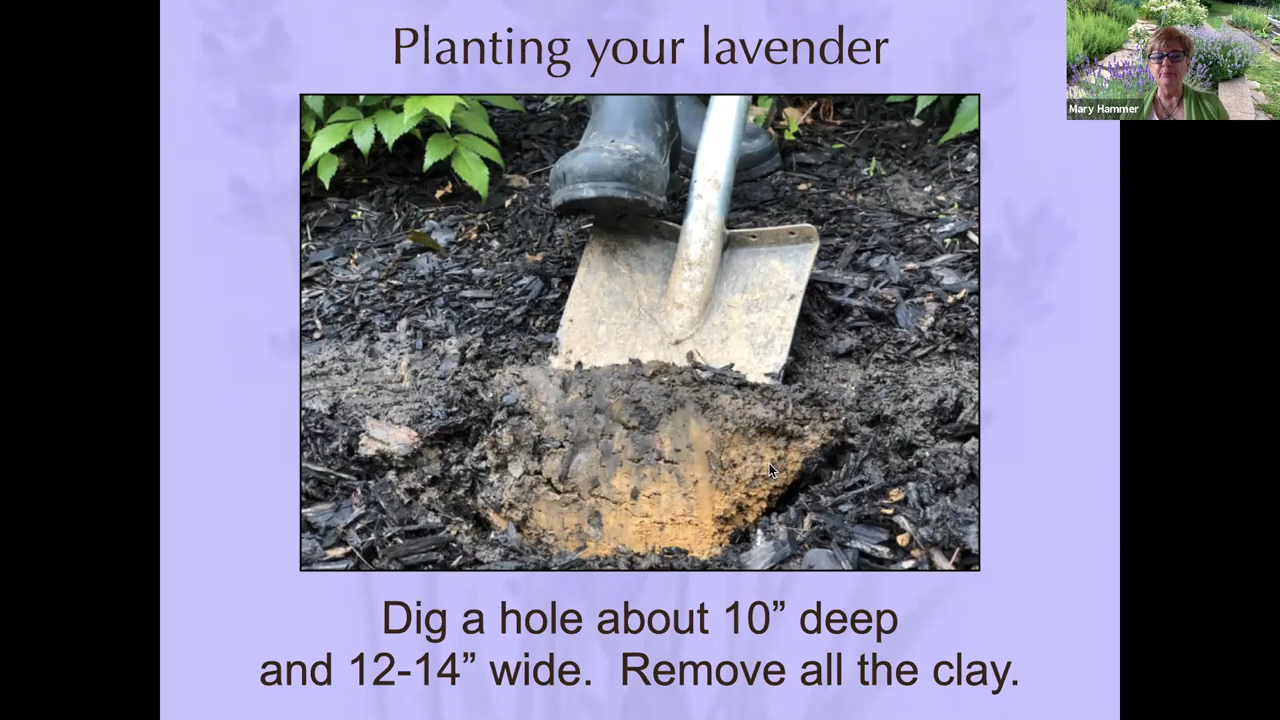 Planting your lavender
Mary Hammer
Dig a hole about 10” deep
and 12-14” wide.  Remove all the clay.